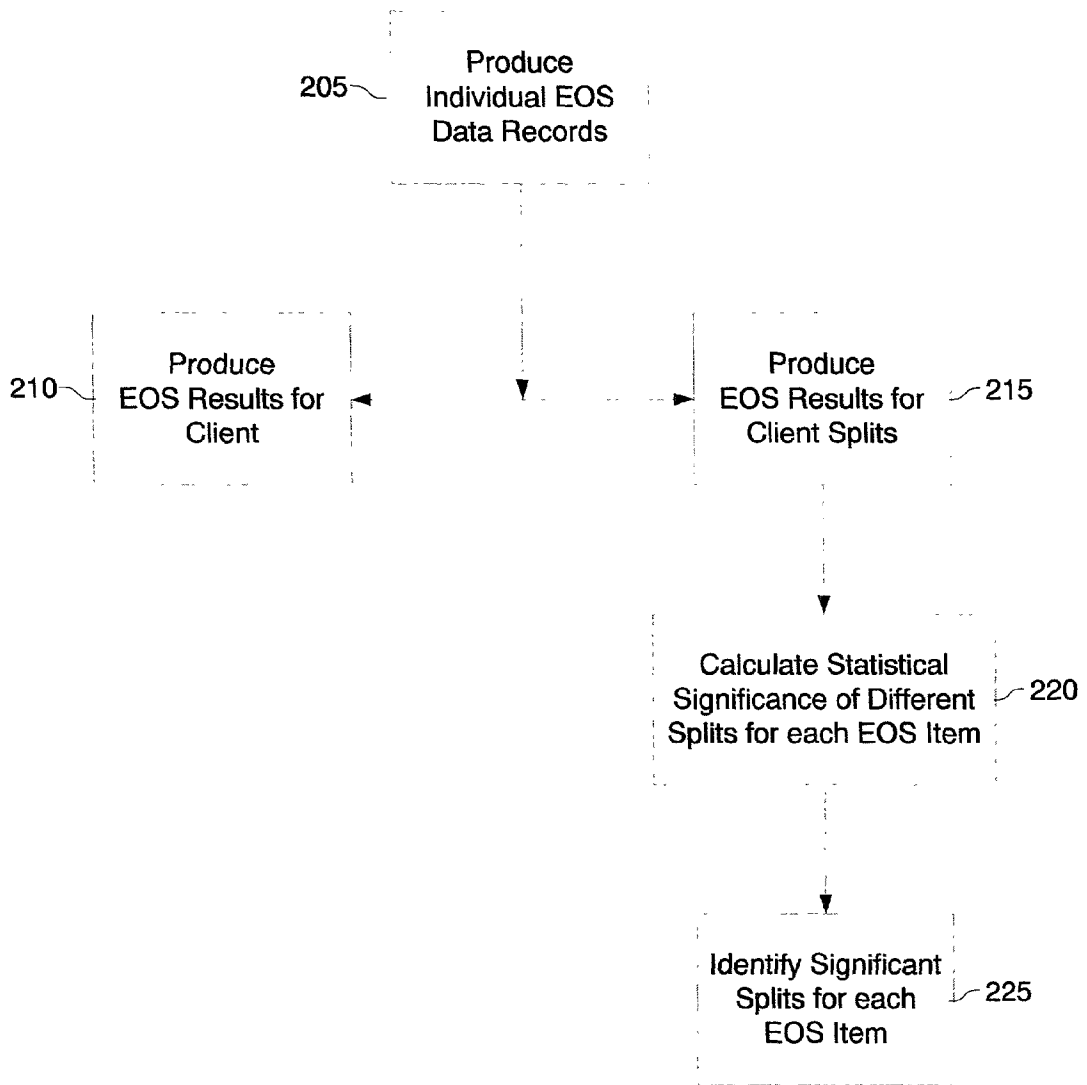 Produce
205
Individual EOS
Data Records
Produce
210
EOS Results for
Client
Produce
EOS Results for
215
Client Splits
Calculate Statistical
Significance of Different
220
Splits for each EOS Item
Identify Significant
Splits for each
225
EOS Item